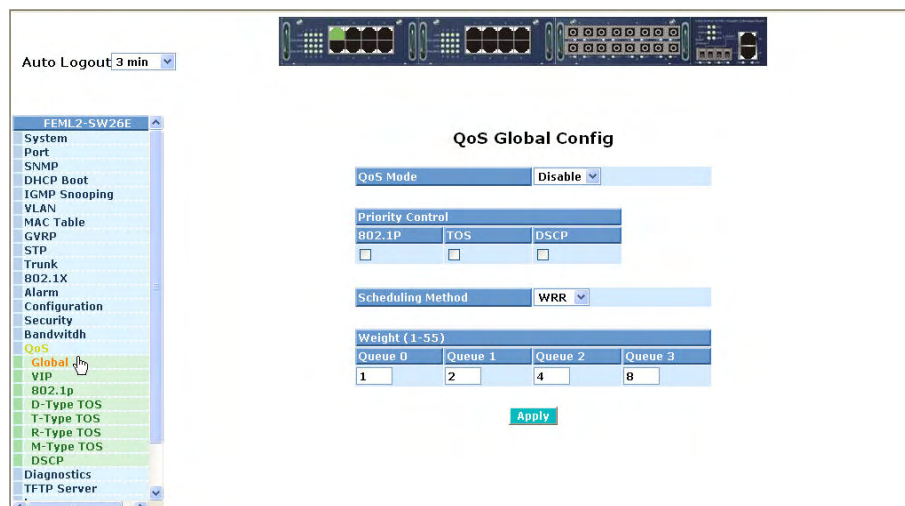 Auto Logout 3 min
FEML2-SW26E
System
Port
SNMP
DHCP Boot
IGMP Snooping
VLAN
MAC Table
GVRP
STP
Trunk
802.1X
Alarm
Configuration
Security
Bandwitdh
QoS
Global
VIP
802.1p
D-Type TOS
T-Type TOS
R-Type TOS
M-Type TOS
DSCP
Diagnostics
TFTP Server
QoS Global Config
QoS Mode Disable
Priority Control
802.1P TOS DSCP
Scheduling Method WRR
Weight (1-55)
Queue 0 Queue 1 Queue 2 Queue 3
1 2 4 8
Apply